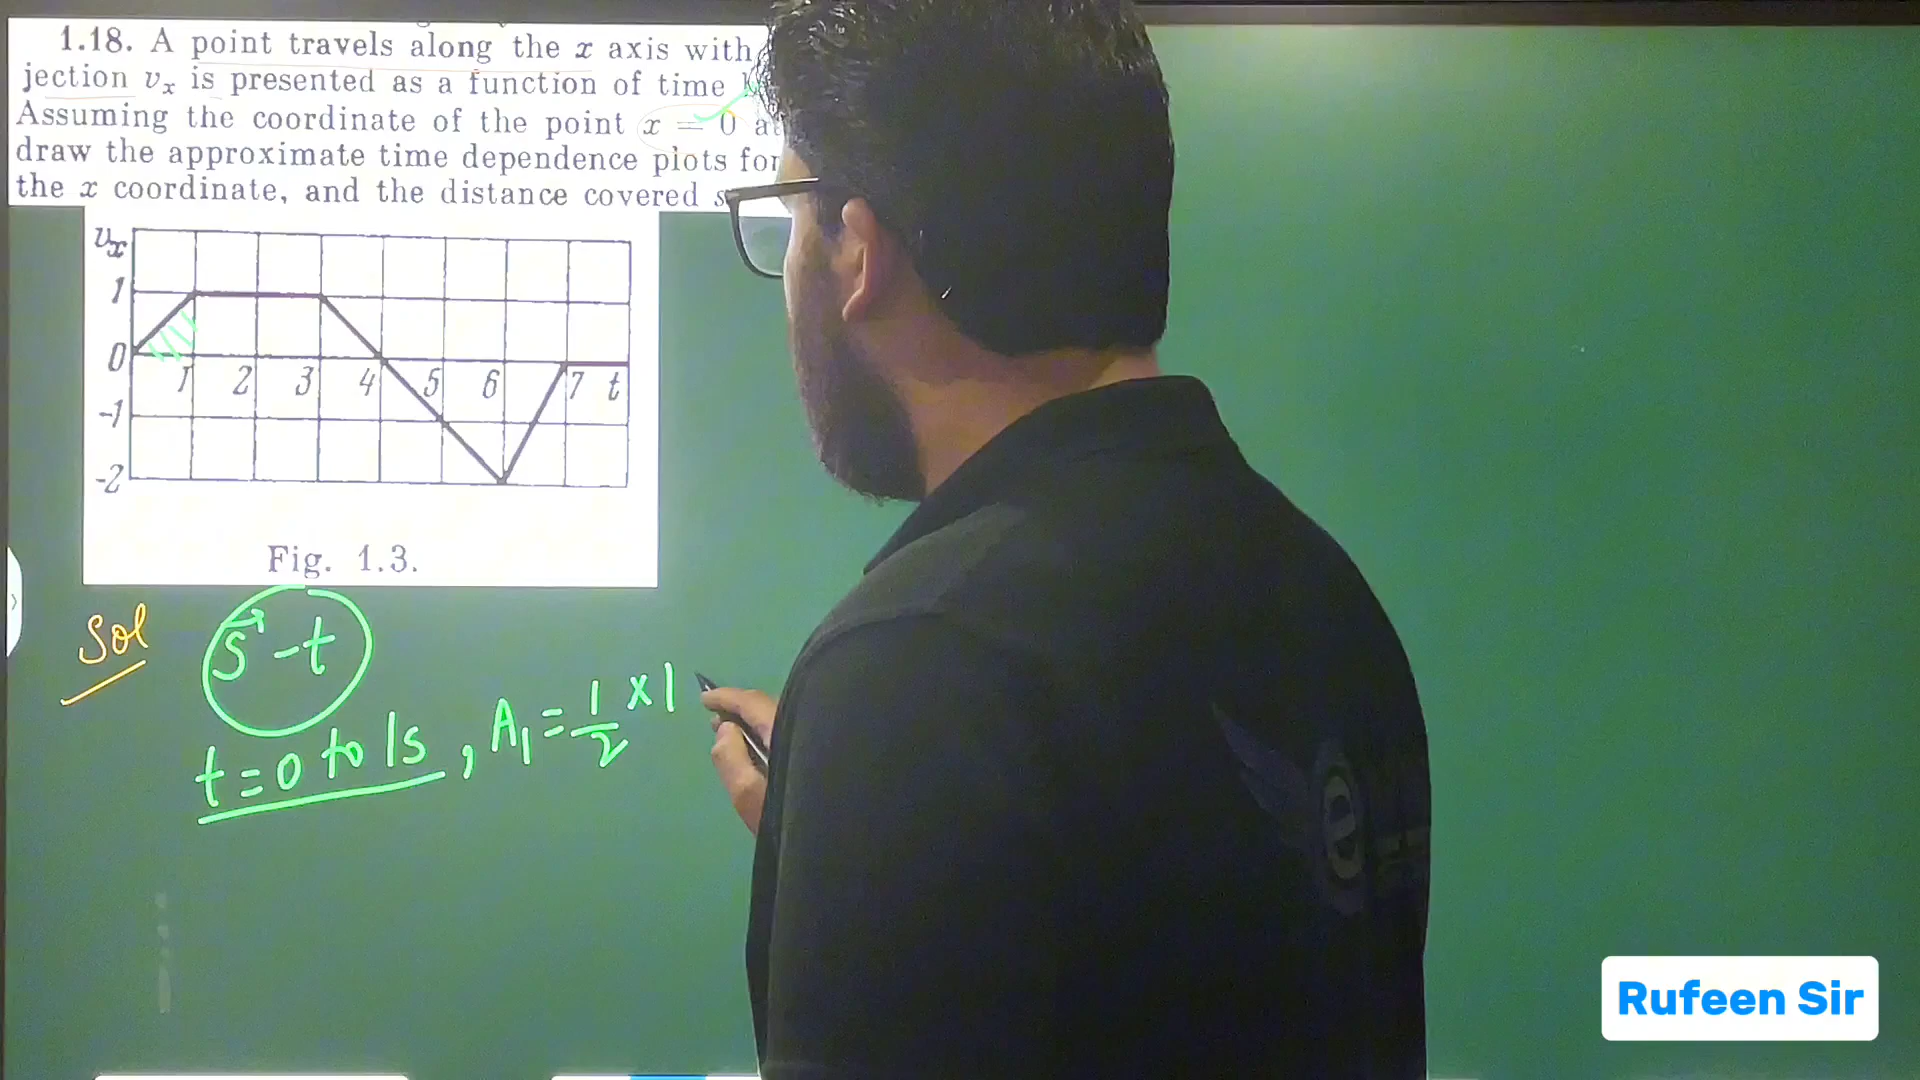 1.18. A point travels along the x axis with
jection vₓ is presented as a function of time
Assuming the coordinate of the point x = 0 at
draw the approximate time dependence plots for
the x coordinate, and the distance covered s
vₓ
1
0
1 2 3 4 5 6 7 t
-1
-2
Fig. 1.3.
Sol
s⃗ - t
t = 0 to 1s , A₁ = 1/2 × 1
Rufeen Sir